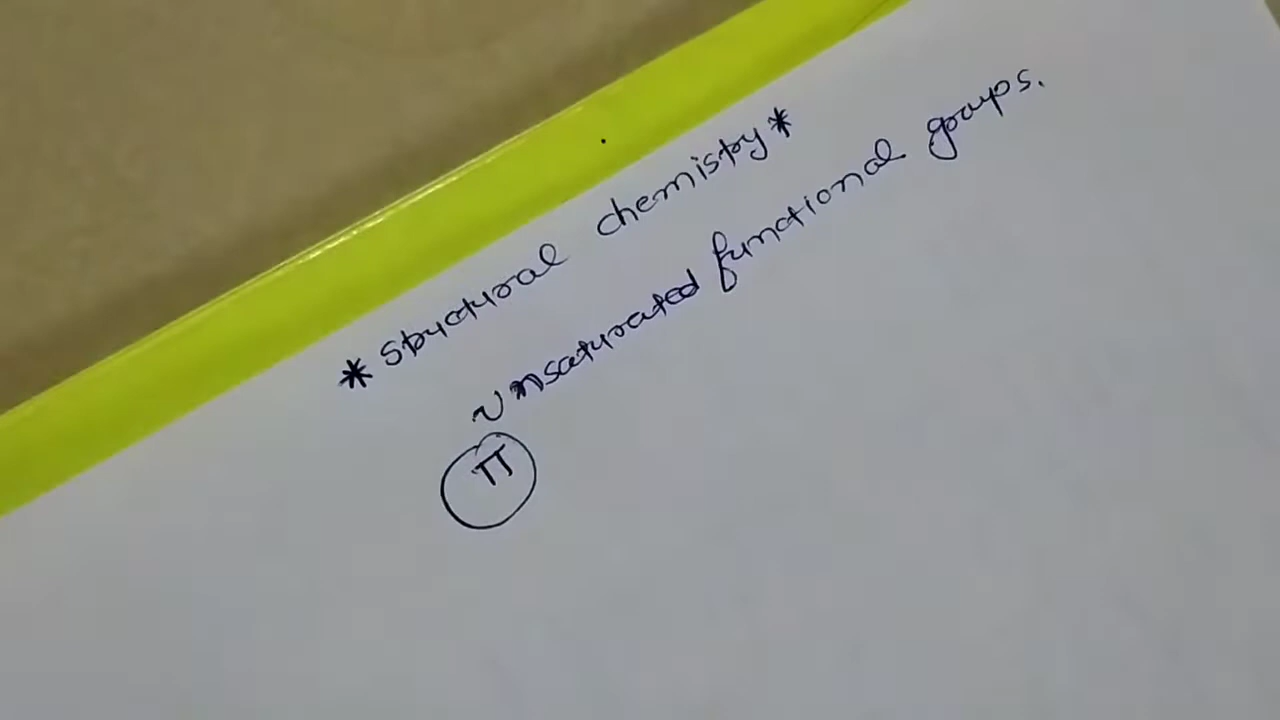 * Structural chemistry *
Unsaturated functional groups.
π